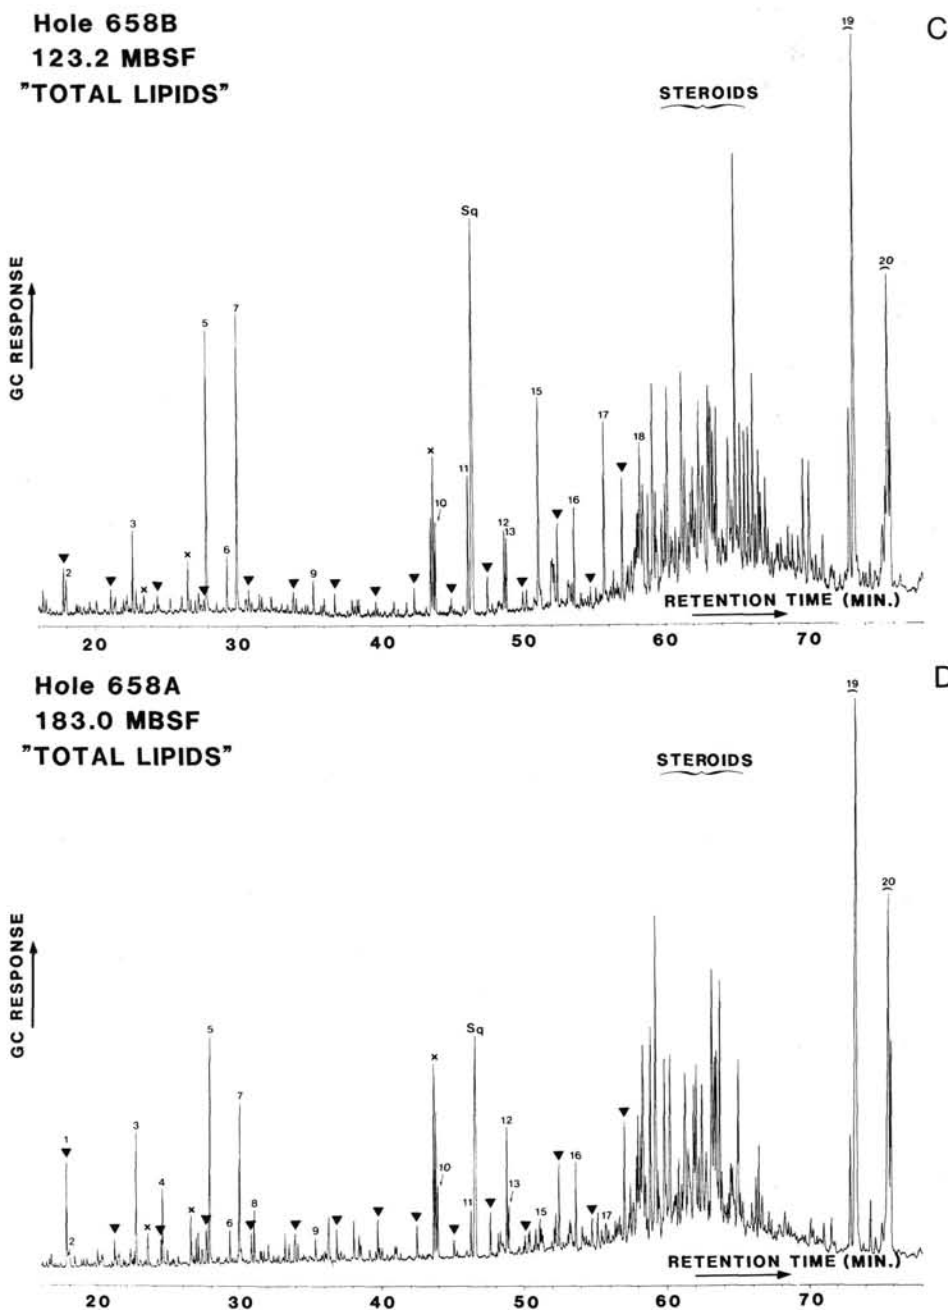 Hole 658B
123.2 MBSF
"TOTAL LIPIDS"
C
19
STEROIDS
20
Sq
GC RESPONSE
7
5
15
x
17
18
11
10
16
3
12
13
x
6
2
x
9
RETENTION TIME (MIN.)
20 30 40 50 60 70
Hole 658A
183.0 MBSF
"TOTAL LIPIDS"
D
19
STEROIDS
20
GC RESPONSE
5
x
Sq
7
3
12
1
10
16
4
13
8
11
15
17
x
x
6
9
2
RETENTION TIME (MIN.)
20 30 40 50 60 70